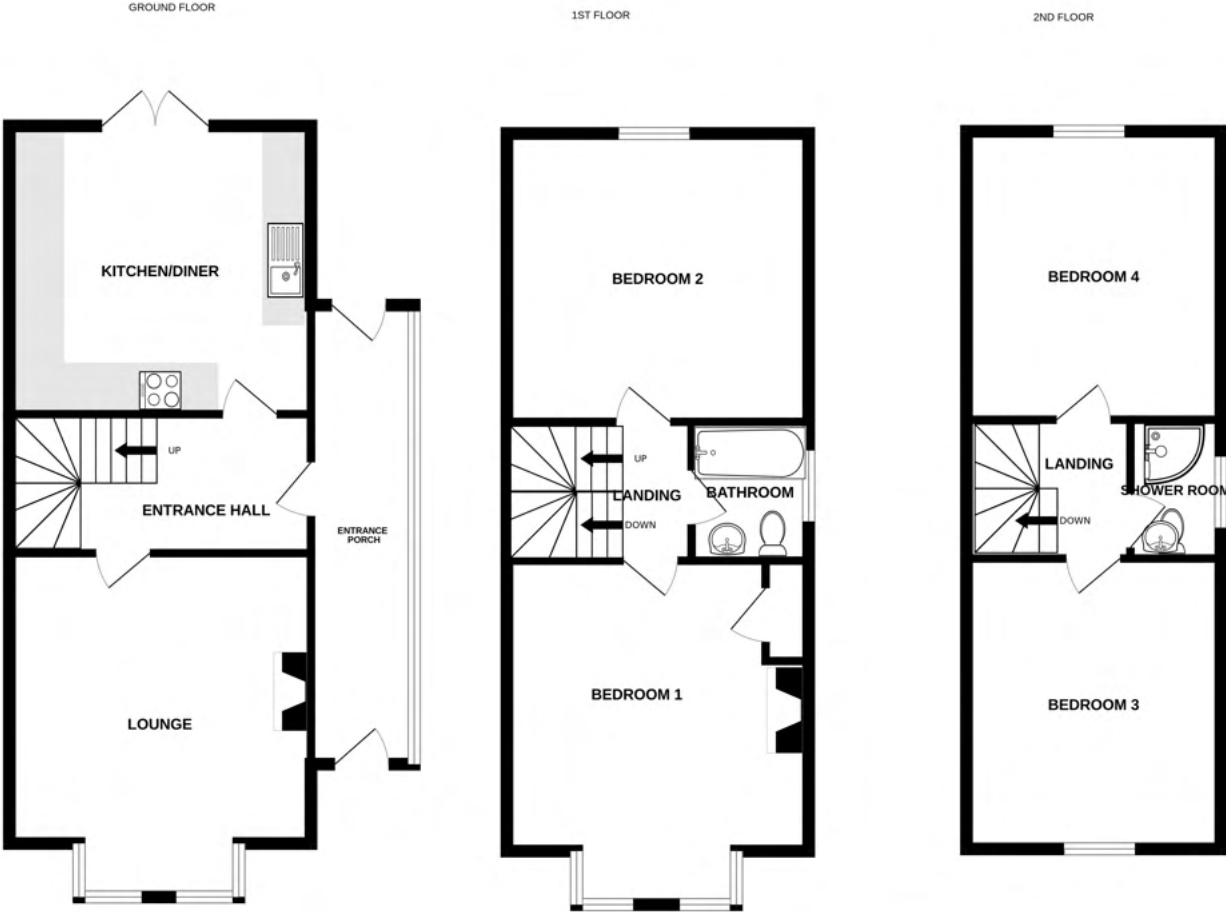 GROUND FLOOR
KITCHEN/DINER
UP
ENTRANCE HALL
ENTRANCE
PORCH
LOUNGE
1ST FLOOR
BEDROOM 2
UP
LANDING
BATHROOM
DOWN
BEDROOM 1
2ND FLOOR
BEDROOM 4
LANDING
SHOWER ROOM
DOWN
BEDROOM 3